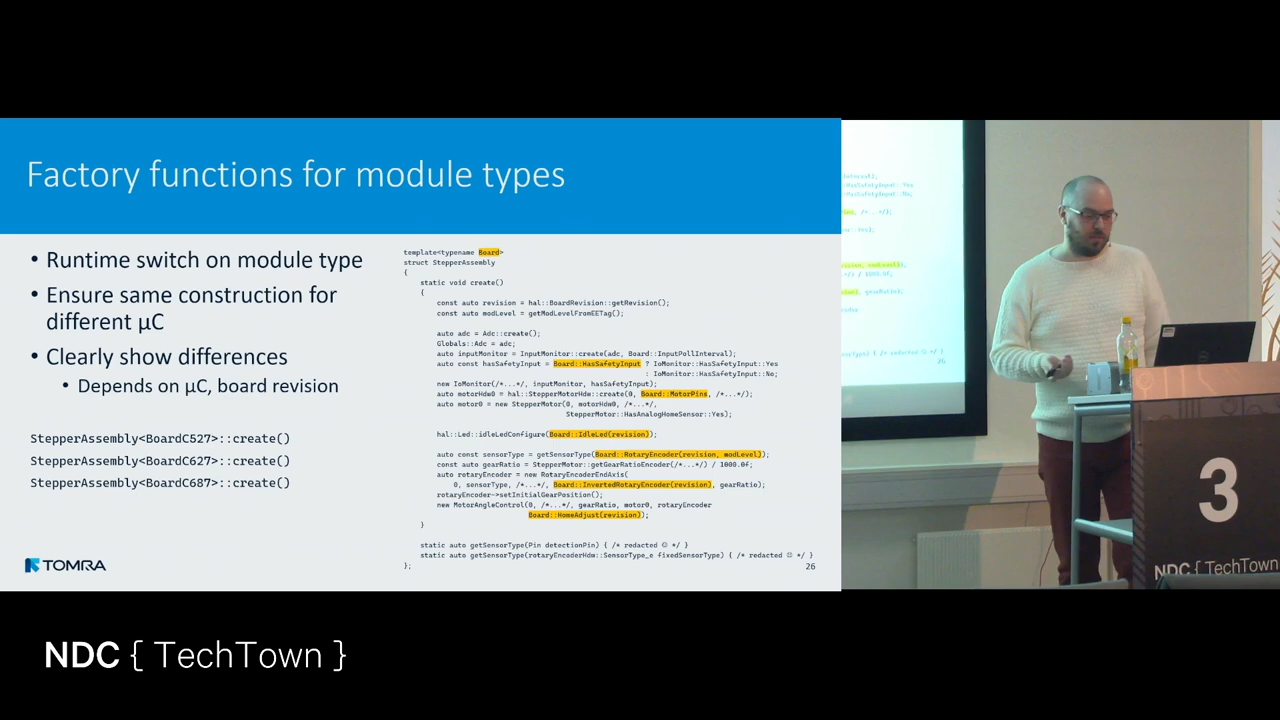 Factory functions for module types
• Runtime switch on module type
• Ensure same construction for
different µC
• Clearly show differences
• Depends on µC, board revision
StepperAssembly<BoardC527>::create()
StepperAssembly<BoardC627>::create()
StepperAssembly<BoardC687>::create()
TOMRA
template<typename Board>
struct StepperAssembly
{
static void create()
{
const auto revision = hal::BoardRevision::getRevision();
const auto modLevel = getModLevelFromEETag();
auto adc = Adc::create();
Globals::Adc = adc;
auto inputMonitor = InputMonitor::create(adc, Board::InputPollInterval);
auto const hasSafetyInput = Board::HasSafetyInput ? IoMonitor::HasSafetyInput::Yes
: IoMonitor::HasSafetyInput::No;
new IoMonitor(/*...*/, inputMonitor, hasSafetyInput);
auto motorHdw0 = hal::StepperMotorHdw::create(0, Board::MotorPins, /*...*/);
auto motor0 = new StepperMotor(0, motorHdw0, /*...*/,
StepperMotor::HasAnalogHomeSensor::Yes);
hal::Led::idleLedConfigure(Board::IdleLed(revision));
auto const sensorType = getSensorType(Board::RotaryEncoder(revision, modLevel));
const auto gearRatio = StepperMotor::getGearRatioEncoder(/*...*/) / 1000.0f;
auto rotaryEncoder = new RotaryEncoderEndAxis(
0, sensorType, /*...*/, Board::InvertedRotaryEncoder(revision), gearRatio);
rotaryEncoder->setInitialGearPosition();
new MotorAngleControl(0, /*...*/, gearRatio, motor0, rotaryEncoder
Board::HomeAdjust(revision));
}
static auto getSensorType(Pin detectionPin) { /* redacted ☹ */ }
static auto getSensorType(rotaryEncoderHdw::SensorType_e fixedSensorType) { /* redacted ☹ */ }
};
26
3
NDC { TechTown
NDC { TechTown }